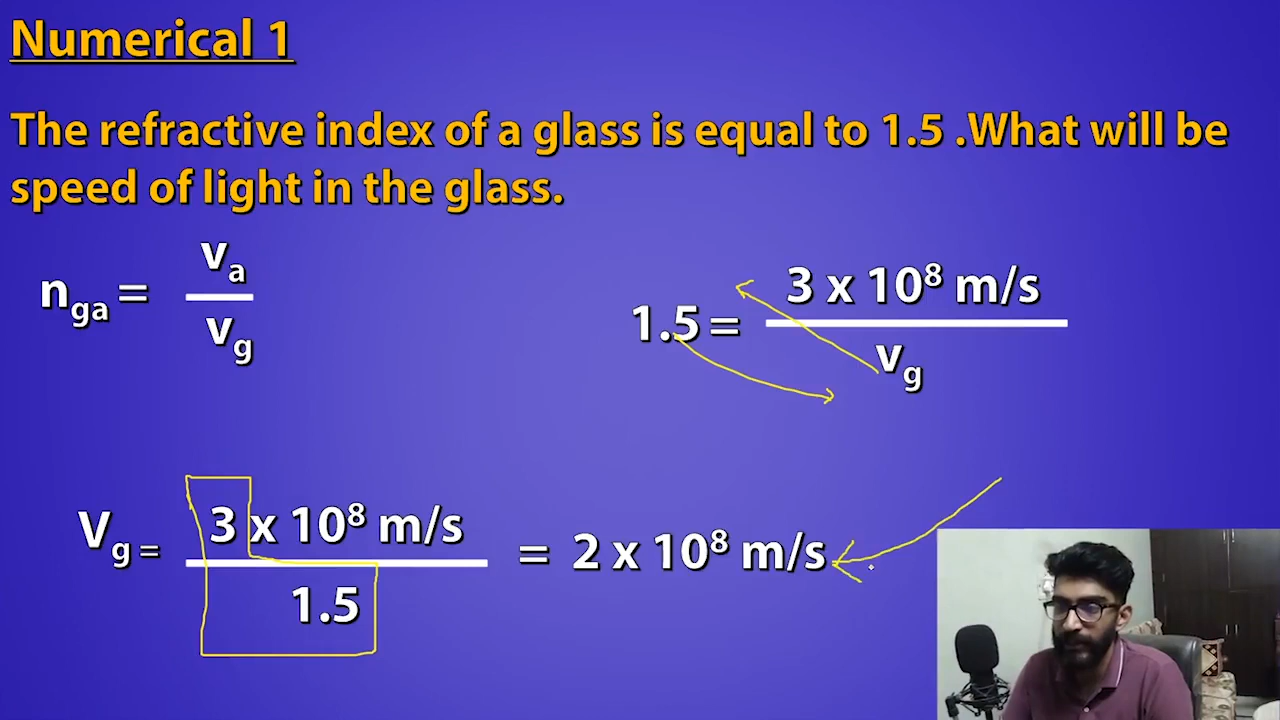 Numerical 1
The refractive index of a glass is equal to 1.5 .What will be
speed of light in the glass.
nga = va / vg
1.5 = 3 x 10⁸ m/s / vg
Vg = 3 x 10⁸ m/s / 1.5 = 2 x 10⁸ m/s